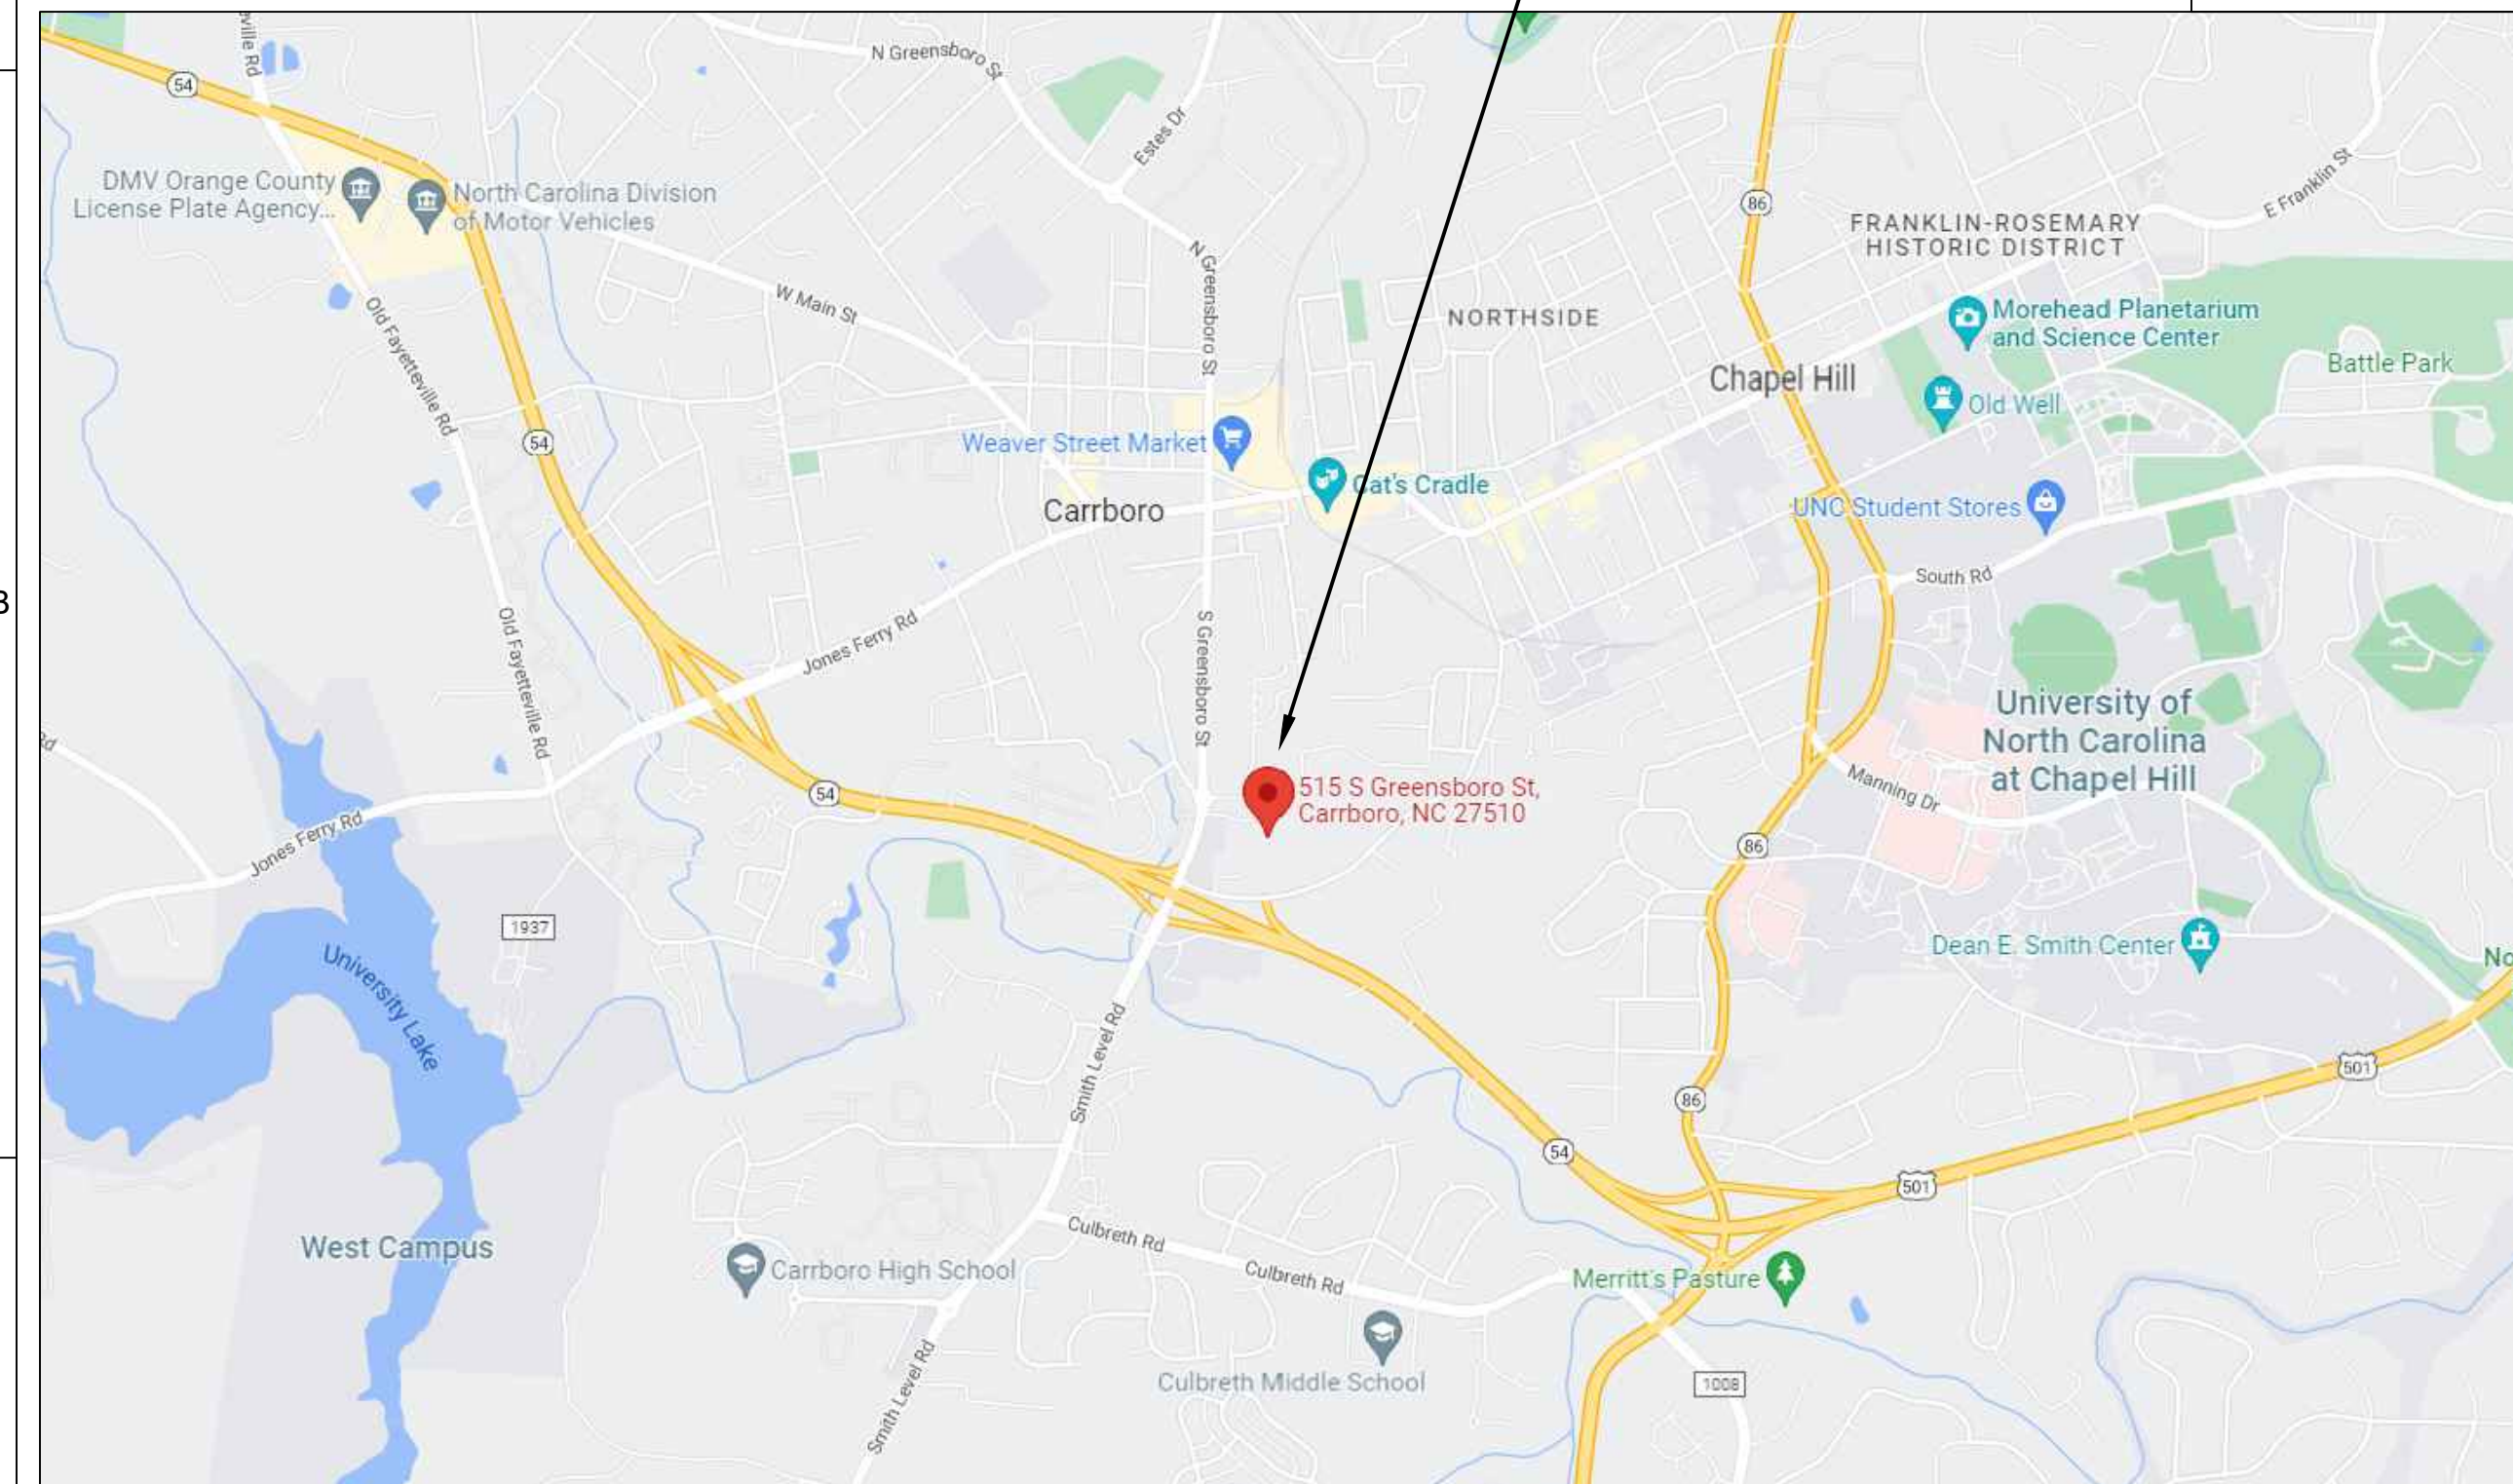 eville Rd
N Greensboro St
54
Estes Dr
E Franklin St
DMV Orange County
License Plate Agency...
North Carolina Division
of Motor Vehicles
86
FRANKLIN-ROSEMARY
HISTORIC DISTRICT
N Greensboro St
W Main St
Old Fayetteville Rd
NORTHSIDE
Morehead Planetarium
and Science Center
Chapel Hill
Battle Park
Old Well
54
Weaver Street Market
Cat's Cradle
Carrboro
UNC Student Stores
South Rd
B
Jones Ferry Rd
Old Fayetteville Rd
S Greensboro St
University of
North Carolina
at Chapel Hill
Rd
54
515 S Greensboro St,
Carrboro, NC 27510
Manning Dr
Jones Ferry Rd
86
1937
Dean E. Smith Center
No
University Lake
Smith Level Rd
501
86
54
501
Culbreth Rd
West Campus
Carrboro High School
Culbreth Rd
Merritt's Pasture
Culbreth Middle School
1008
Smith Level Rd